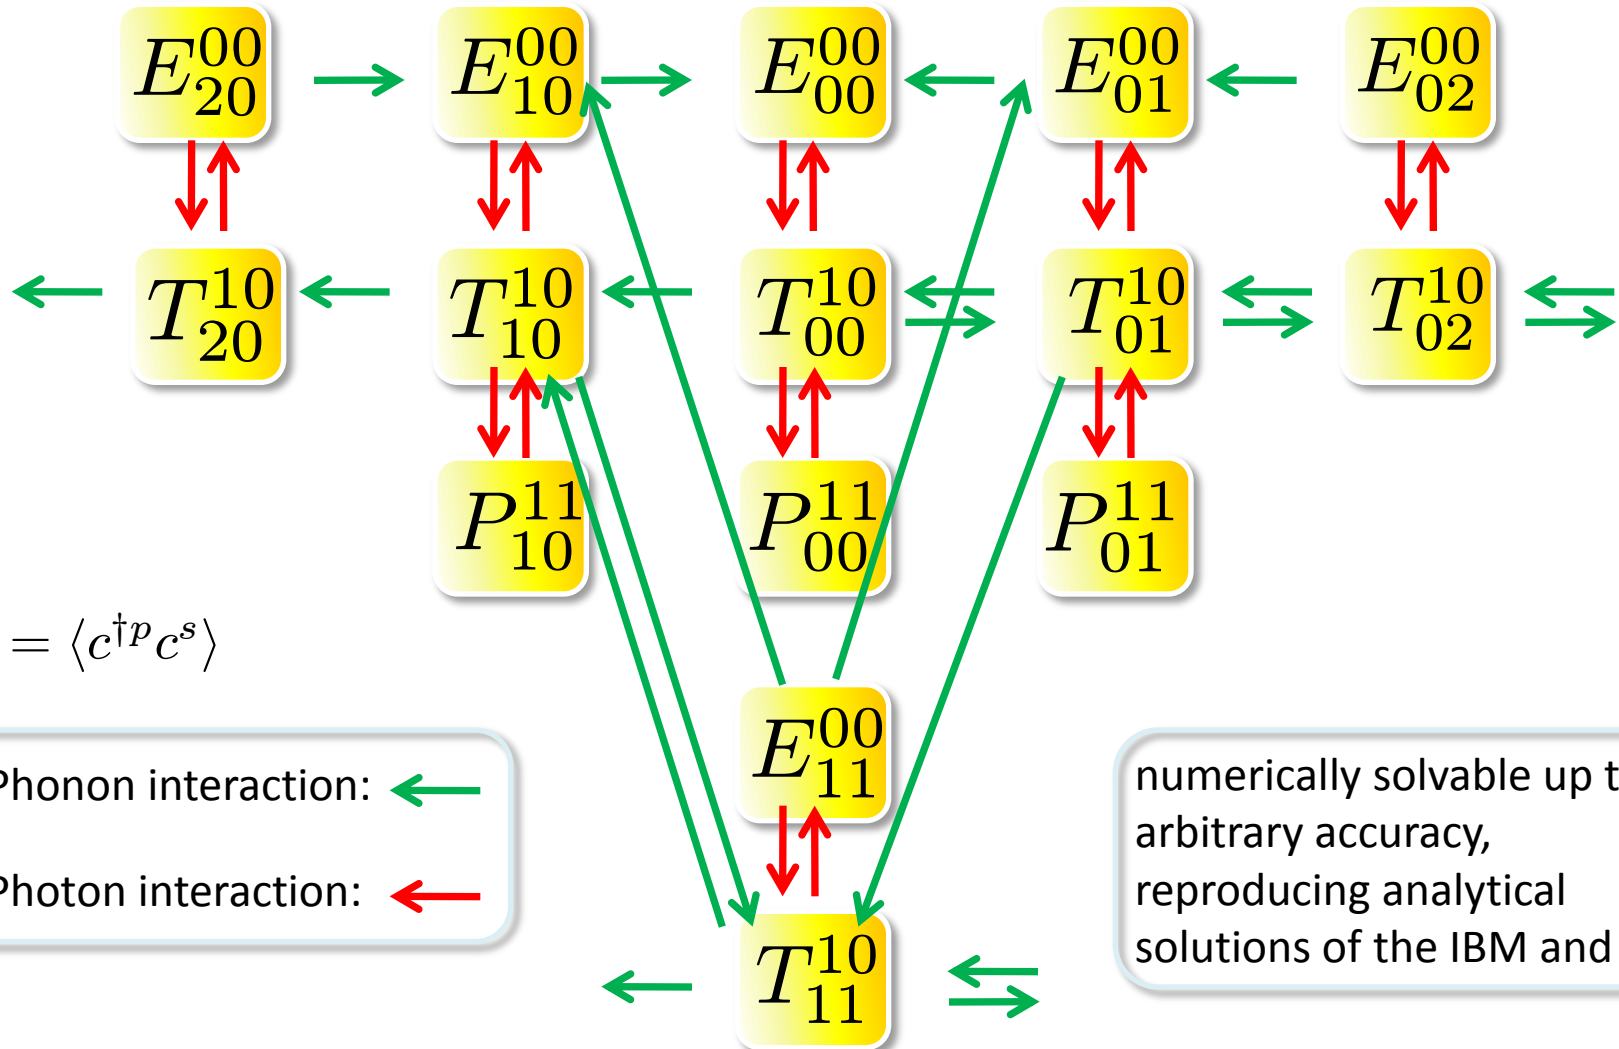 E^{00}_{20} E^{00}_{10} E^{00}_{00} E^{00}_{01} E^{00}_{02}
T^{10}_{20} T^{10}_{10} T^{10}_{00} T^{10}_{01} T^{10}_{02}
P^{11}_{10} P^{11}_{00} P^{11}_{01}
= ⟨c^{†p} c^{s}⟩
E^{00}_{11}
Phonon interaction:
Photon interaction:
T^{10}_{11}
numerically solvable up t
arbitrary accuracy,
reproducing analytical
solutions of the IBM and